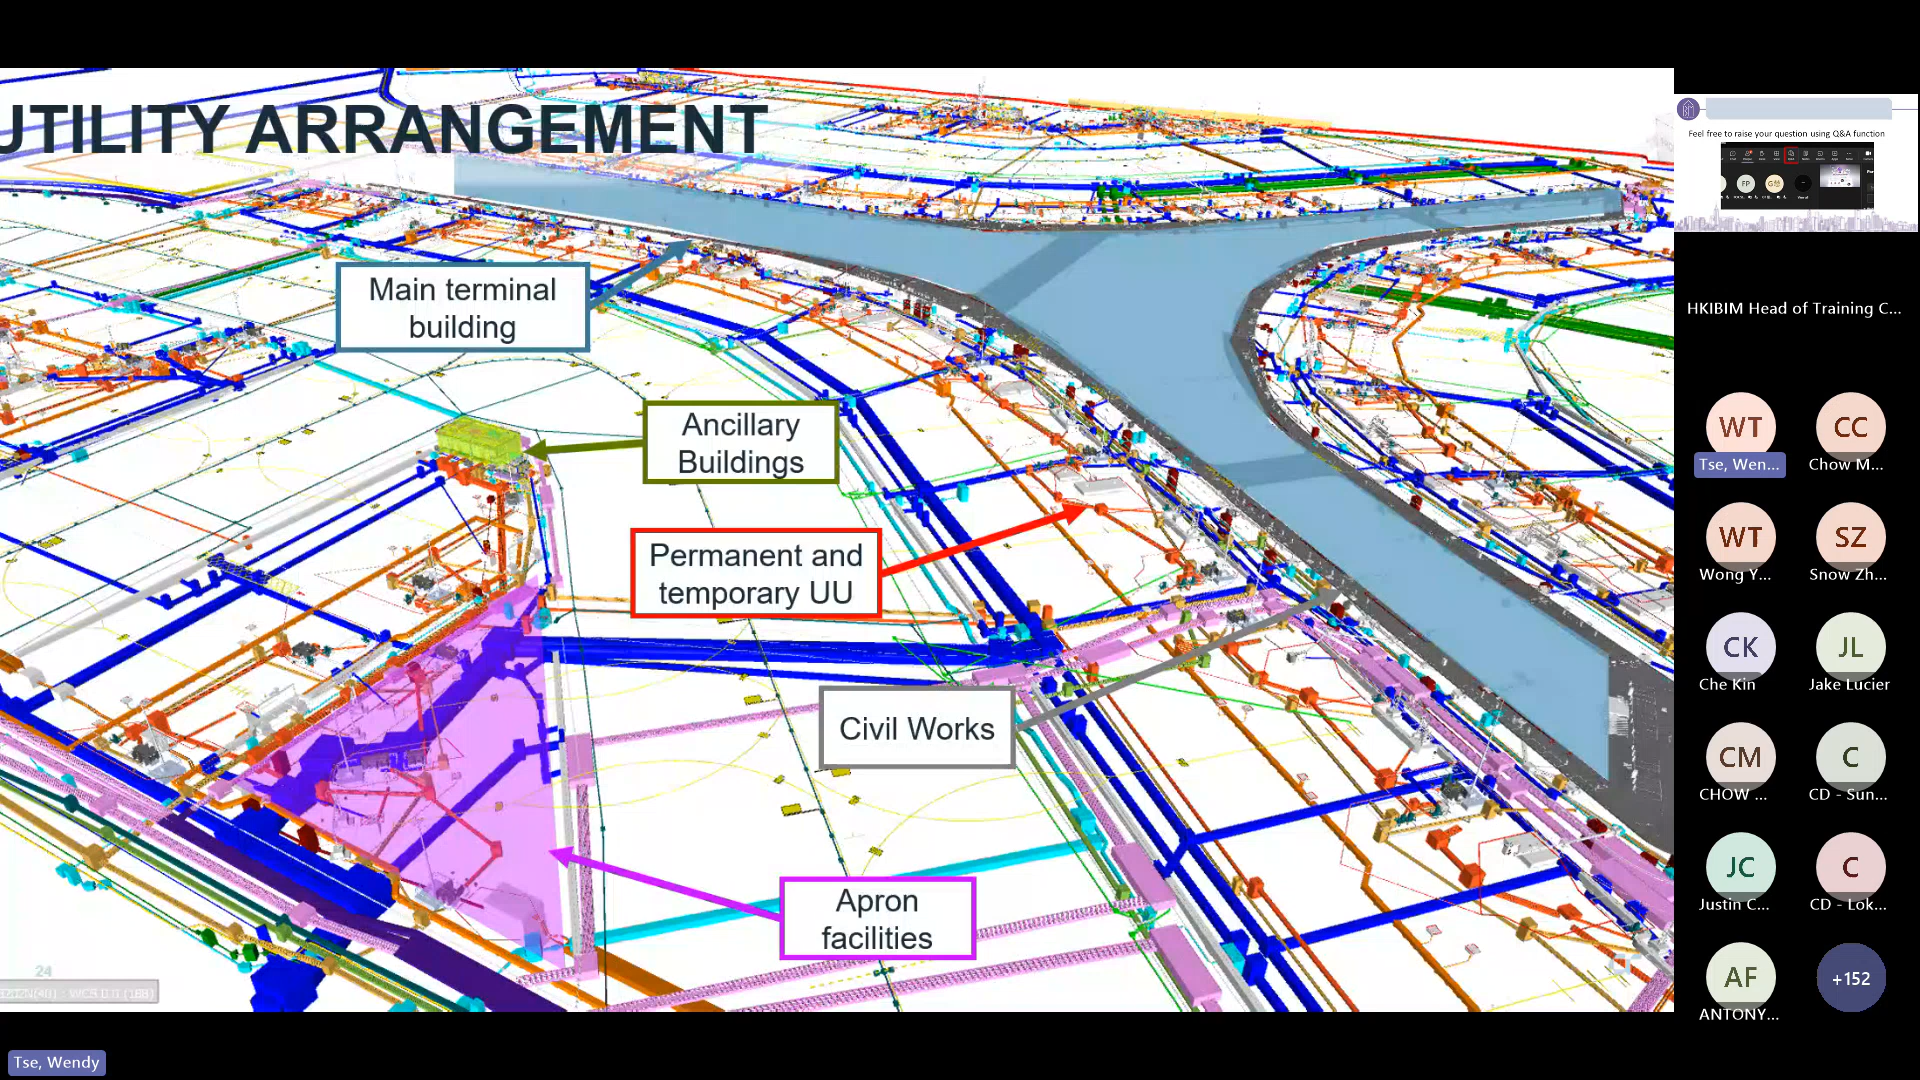 UTILITY ARRANGEMENT
Main terminal
building
Ancillary
Buildings
Permanent and
temporary UU
Civil Works
Apron
facilities
24
Feel free to raise your question using Q&A function
FP
HKIBIM Head of Training C...
WT
CC
Tse, Wen...
Chow M...
WT
SZ
Wong Y...
Snow Zh...
CK
JL
Che Kin
Jake Lucier
CM
C
CHOW ...
CD - Sun...
JC
C
Justin C...
CD - Lok...
AF
+152
ANTONY...
Tse, Wendy